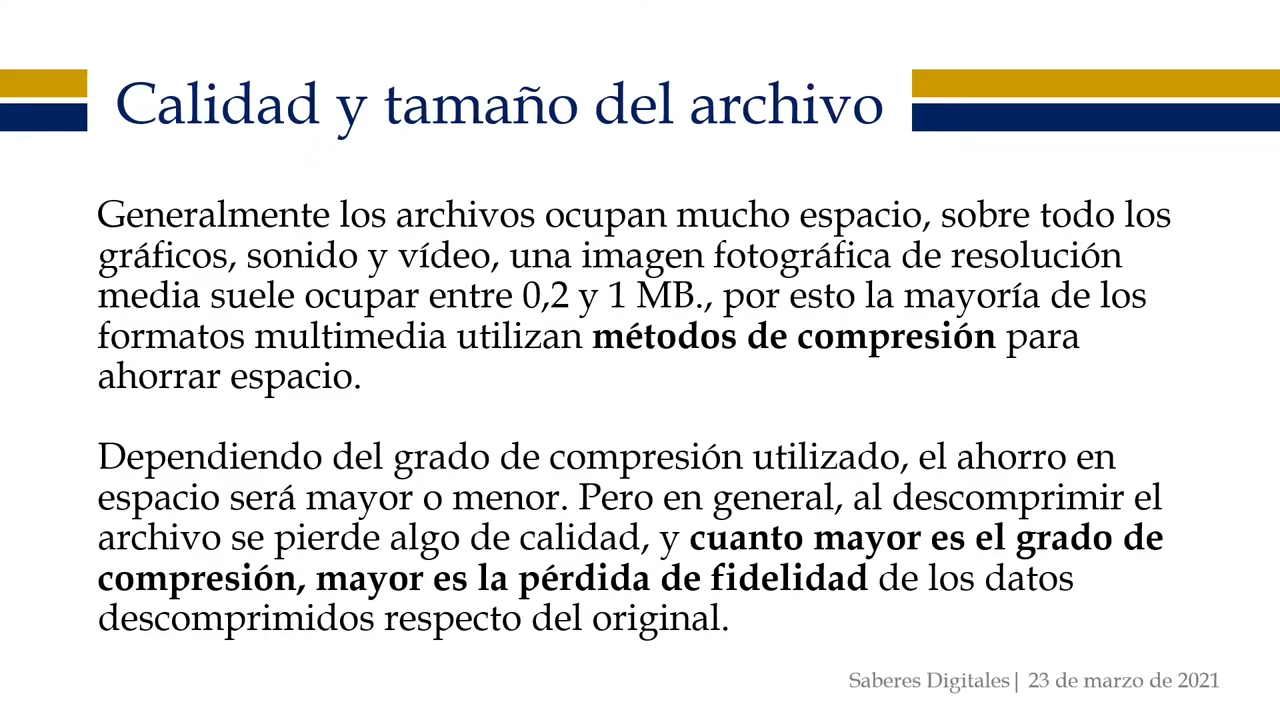 Calidad y tamaño del archivo
Generalmente los archivos ocupan mucho espacio, sobre todo los
gráficos, sonido y vídeo, una imagen fotográfica de resolución
media suele ocupar entre 0,2 y 1 MB., por esto la mayoría de los
formatos multimedia utilizan métodos de compresión para
ahorrar espacio.
Dependiendo del grado de compresión utilizado, el ahorro en
espacio será mayor o menor. Pero en general, al descomprimir el
archivo se pierde algo de calidad, y cuanto mayor es el grado de
compresión, mayor es la pérdida de fidelidad de los datos
descomprimidos respecto del original.
Saberes Digitales| 23 de marzo de 2021